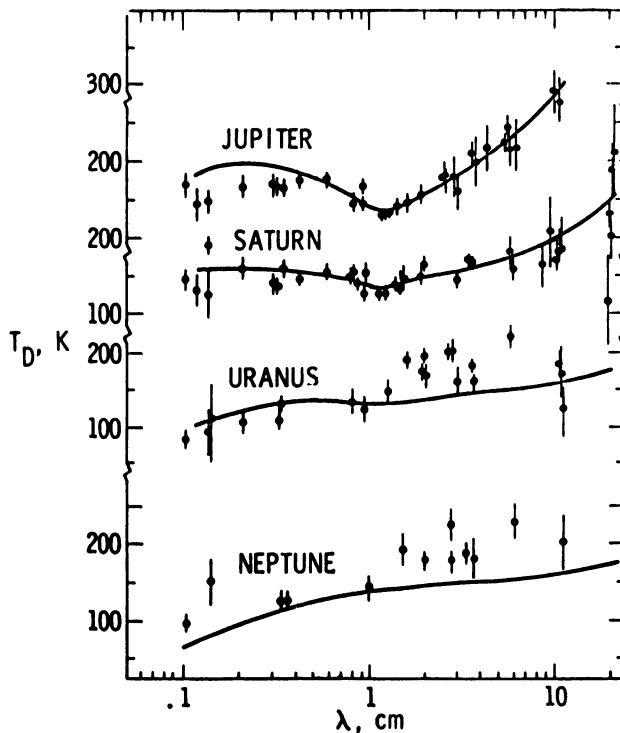 300
JUPITER
200
200
SATURN
100
T_D, K
200
URANUS
100
200
NEPTUNE
100
.1
1
10
λ, cm